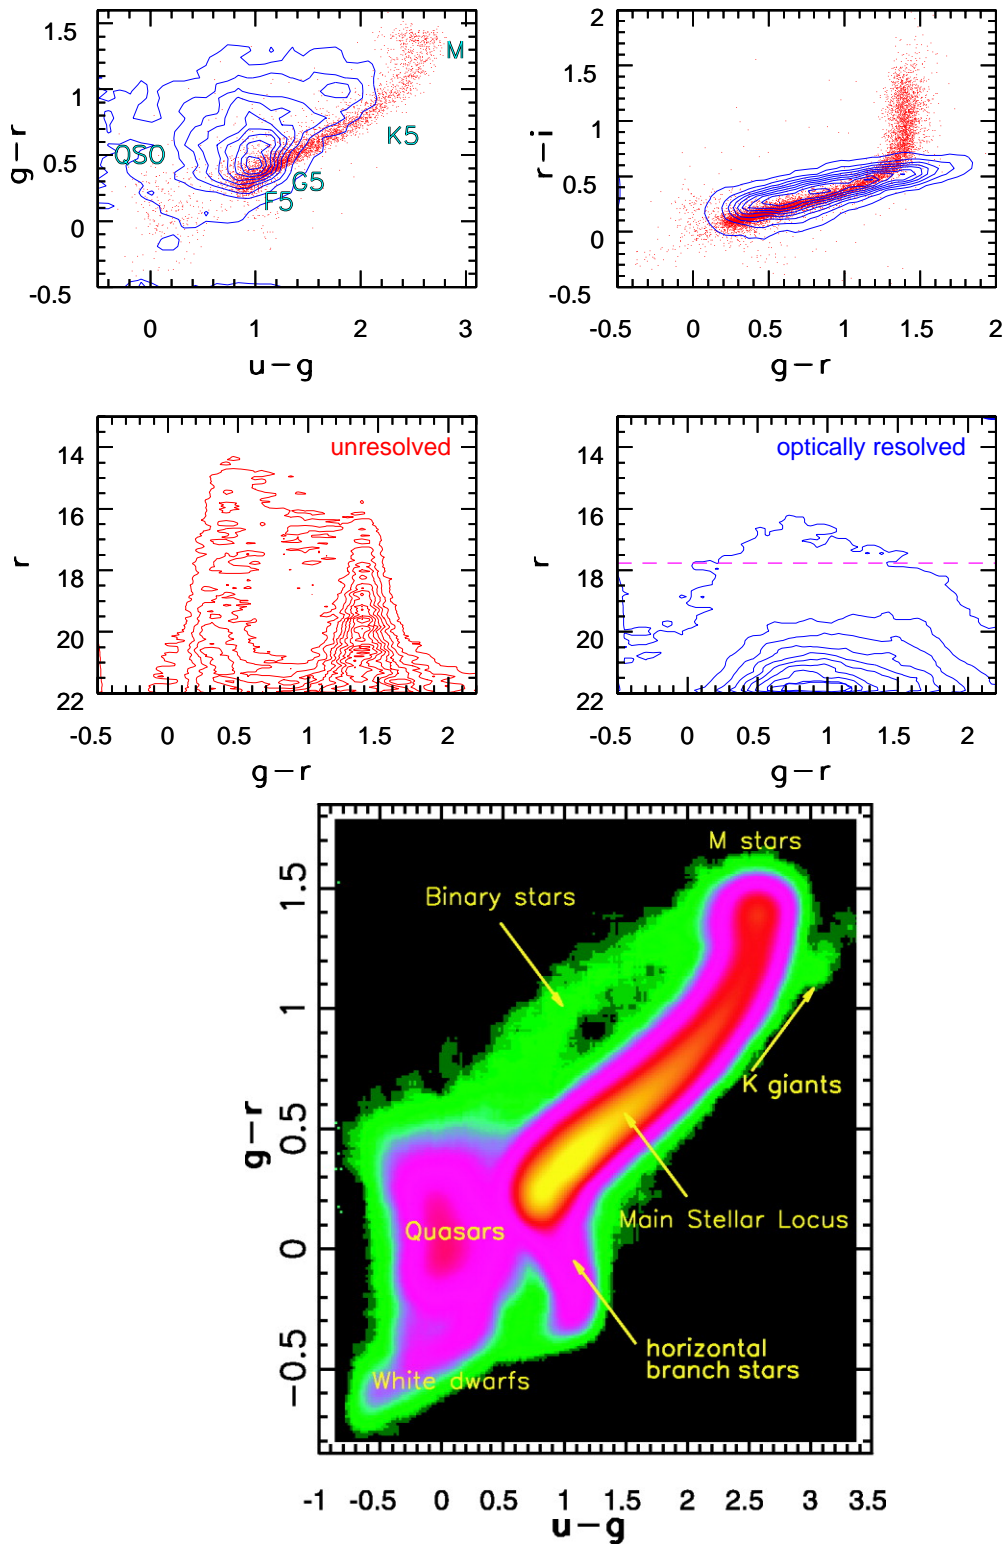 1.5
1
0.5
0
-0.5
g-r
M
K5
QSO
G5
F5
0
1
2
3
u-g
2
1.5
1
0.5
0
-0.5
r-i
-0.5
0
0.5
1
1.5
2
g-r
14
16
18
20
22
r
unresolved
-0.5
0
0.5
1
1.5
2
g-r
14
16
18
20
22
r
optically resolved
-0.5
0
0.5
1
1.5
2
g-r
1.5
1
0.5
0
-0.5
g-r
M stars
Binary stars
K giants
Main Stellar Locus
Quasars
horizontal
branch stars
White dwarfs
-1
-0.5
0
0.5
1
1.5
2
2.5
3
3.5
u-g